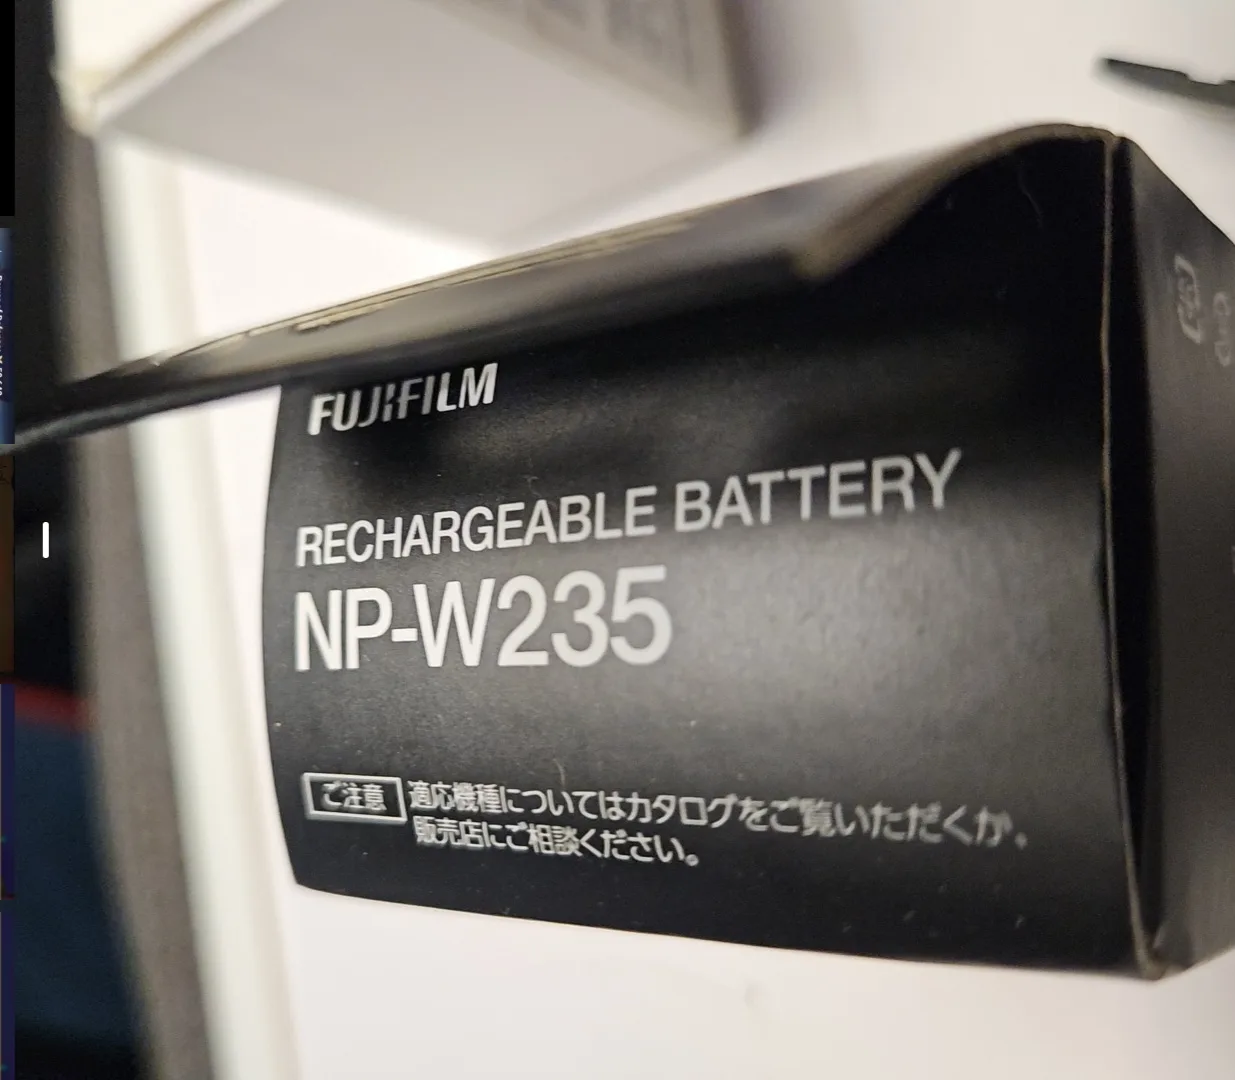 FUJIFILM
RECHARGEABLE BATTERY
NP-W235
ご注意 適応機種についてはカタログをご覧いただくか、
販売店にご相談ください。